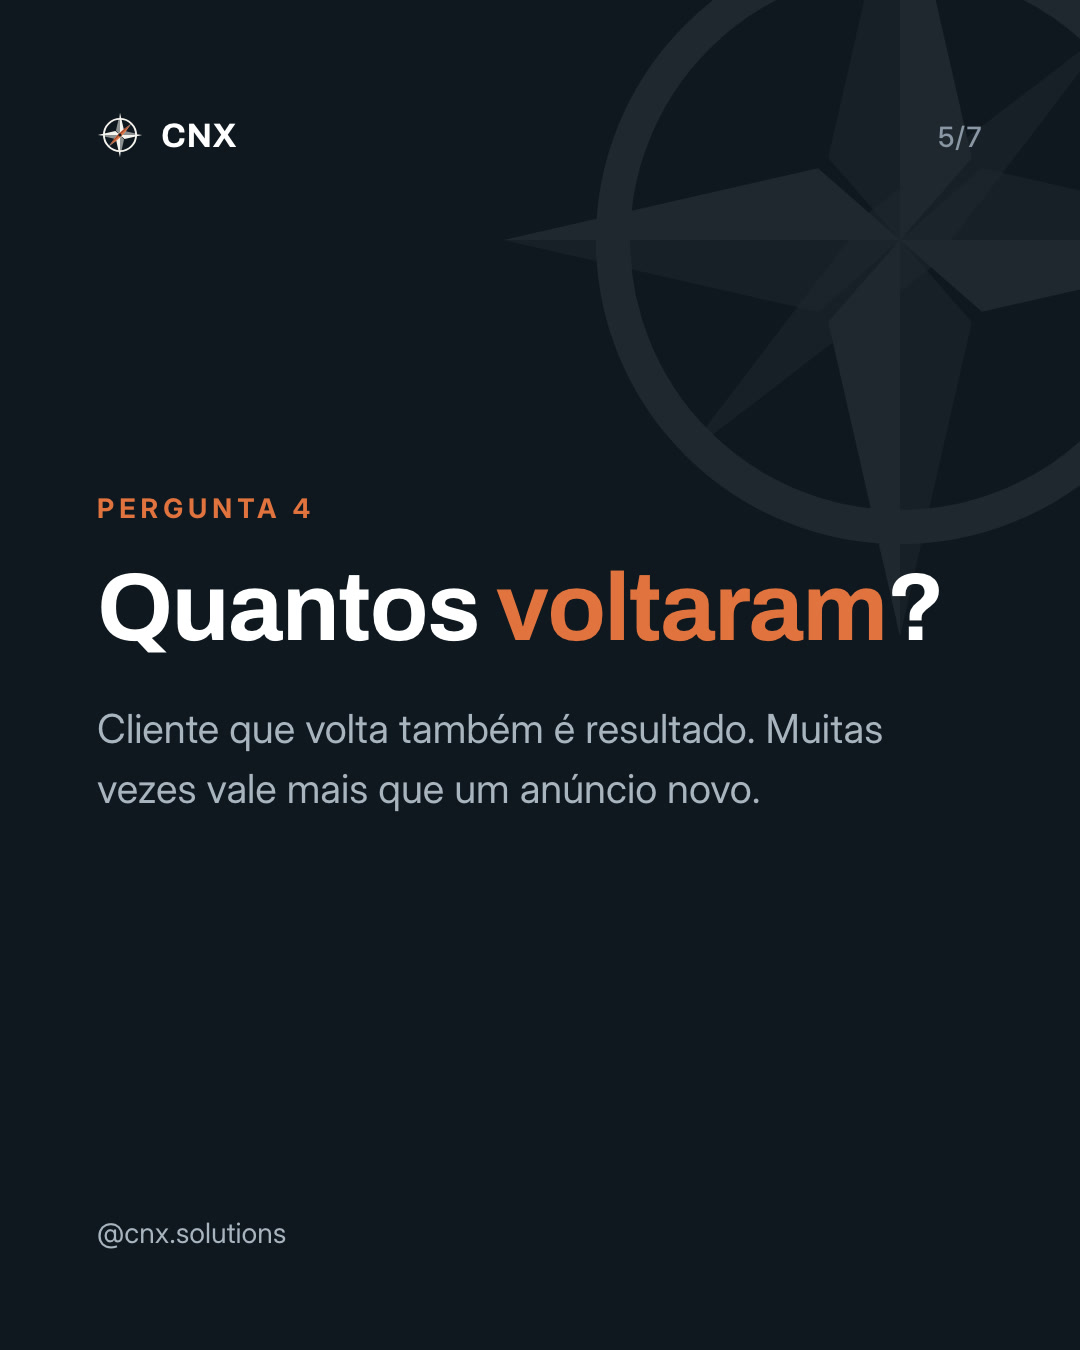 CNX
5/7
PERGUNTA 4
Quantos voltaram?
Cliente que volta também é resultado. Muitas
vezes vale mais que um anúncio novo.
@cnx.solutions